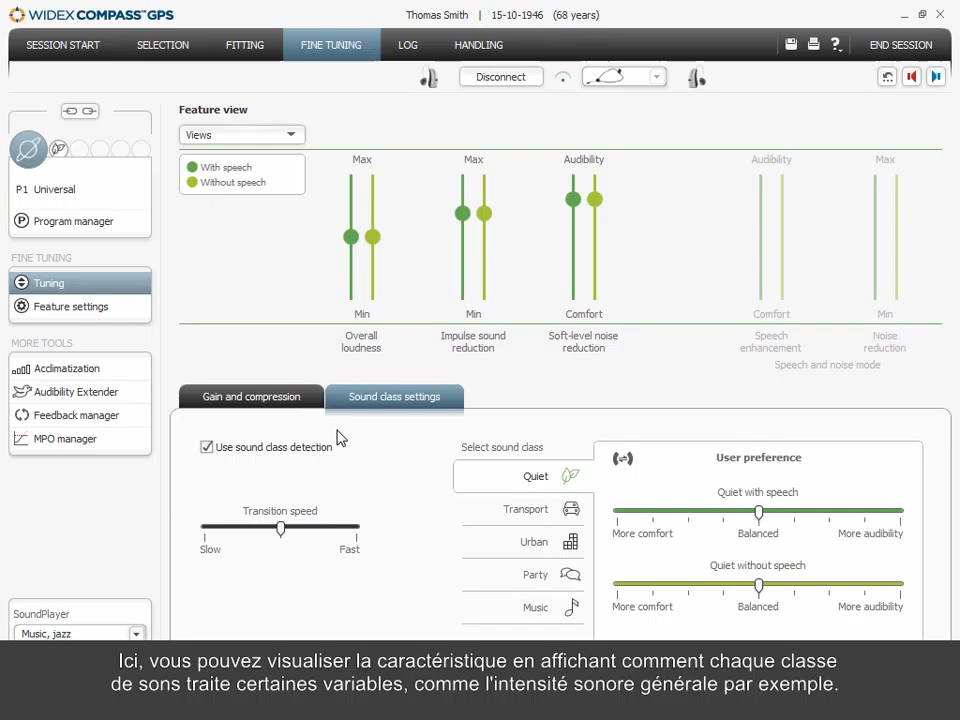 WIDEX COMPASS™ GPS
Thomas Smith | 15-10-1946 (68 years)
SESSION START SELECTION FITTING FINE TUNING LOG HANDLING END SESSION
Disconnect
Feature view
Views
With speech
Without speech
P1 Universal
Program manager
FINE TUNING
Tuning
Feature settings
MORE TOOLS
Acclimatization
Audibility Extender
Feedback manager
MPO manager
SoundPlayer
Music, jazz
Max Max Audibility Audibility Max
Min Min Comfort Comfort Min
Overall loudness
Impulse sound reduction
Soft-level noise reduction
Speech enhancement
Noise reduction
Speech and noise mode
Gain and compression Sound class settings
Use sound class detection
Transition speed
Slow Fast
Select sound class
Quiet
Transport
Urban
Party
Music
User preference
Quiet with speech
More comfort Balanced More audibility
Quiet without speech
More comfort Balanced More audibility
Ici, vous pouvez visualiser la caractéristique en affichant comment chaque classe
de sons traite certaines variables, comme l'intensité sonore générale par exemple.